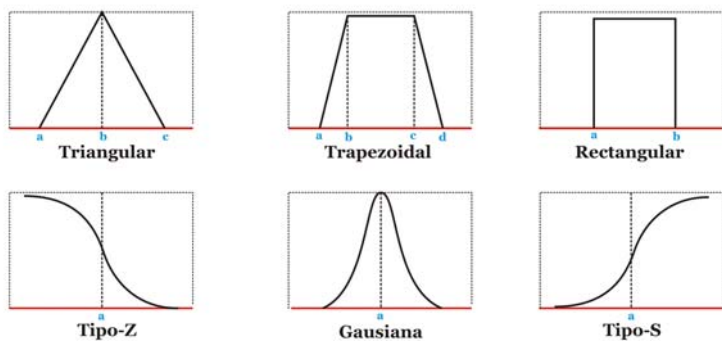 a b c
Triangular
a b c d
Trapezoidal
a b
Rectangular
a
Tipo-Z
a
Gausiana
a
Tipo-S